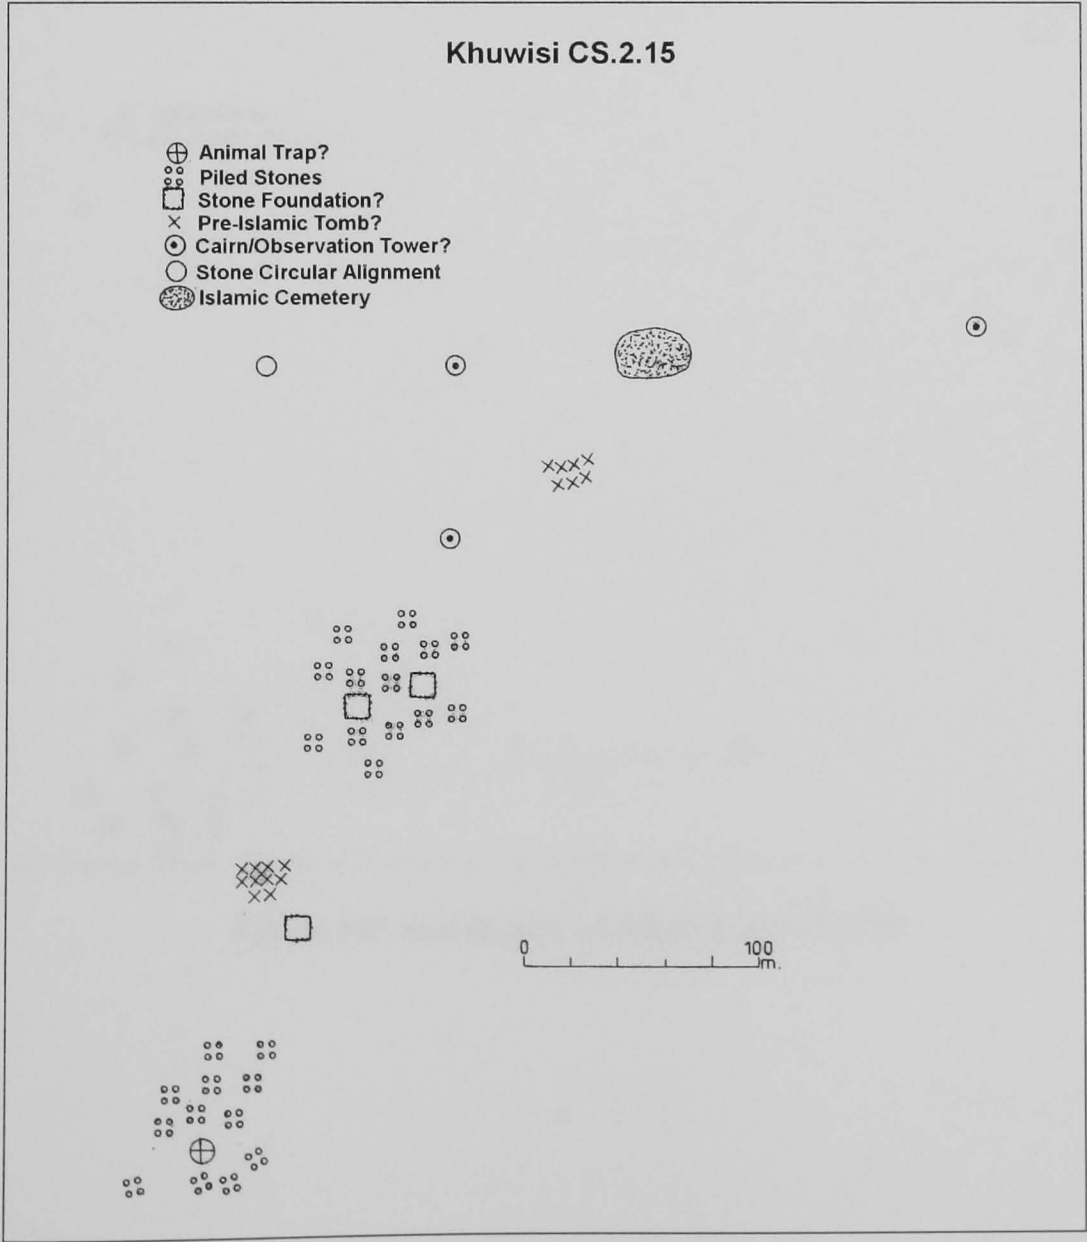 Khuwisi CS.2.15
Animal Trap?
Piled Stones
Stone Foundation?
Pre-Islamic Tomb?
Cairn/Observation Tower?
Stone Circular Alignment
Islamic Cemetery
0 100
m.